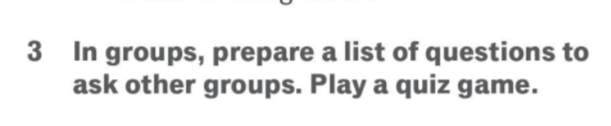 3 In groups, prepare a list of questions to
ask other groups. Play a quiz game.